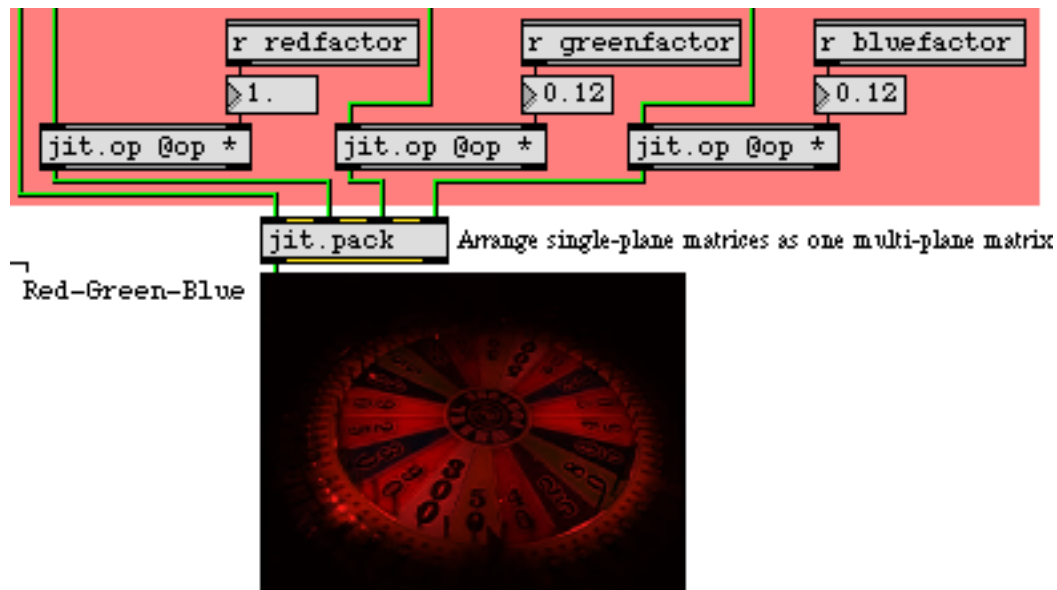 r redfactor
r greenfactor
r bluefactor
1.
0.12
0.12
jit.op @op *
jit.op @op *
jit.op @op *
jit.pack
Arrange single-plane matrices as one multi-plane matrix
Red-Green-Blue